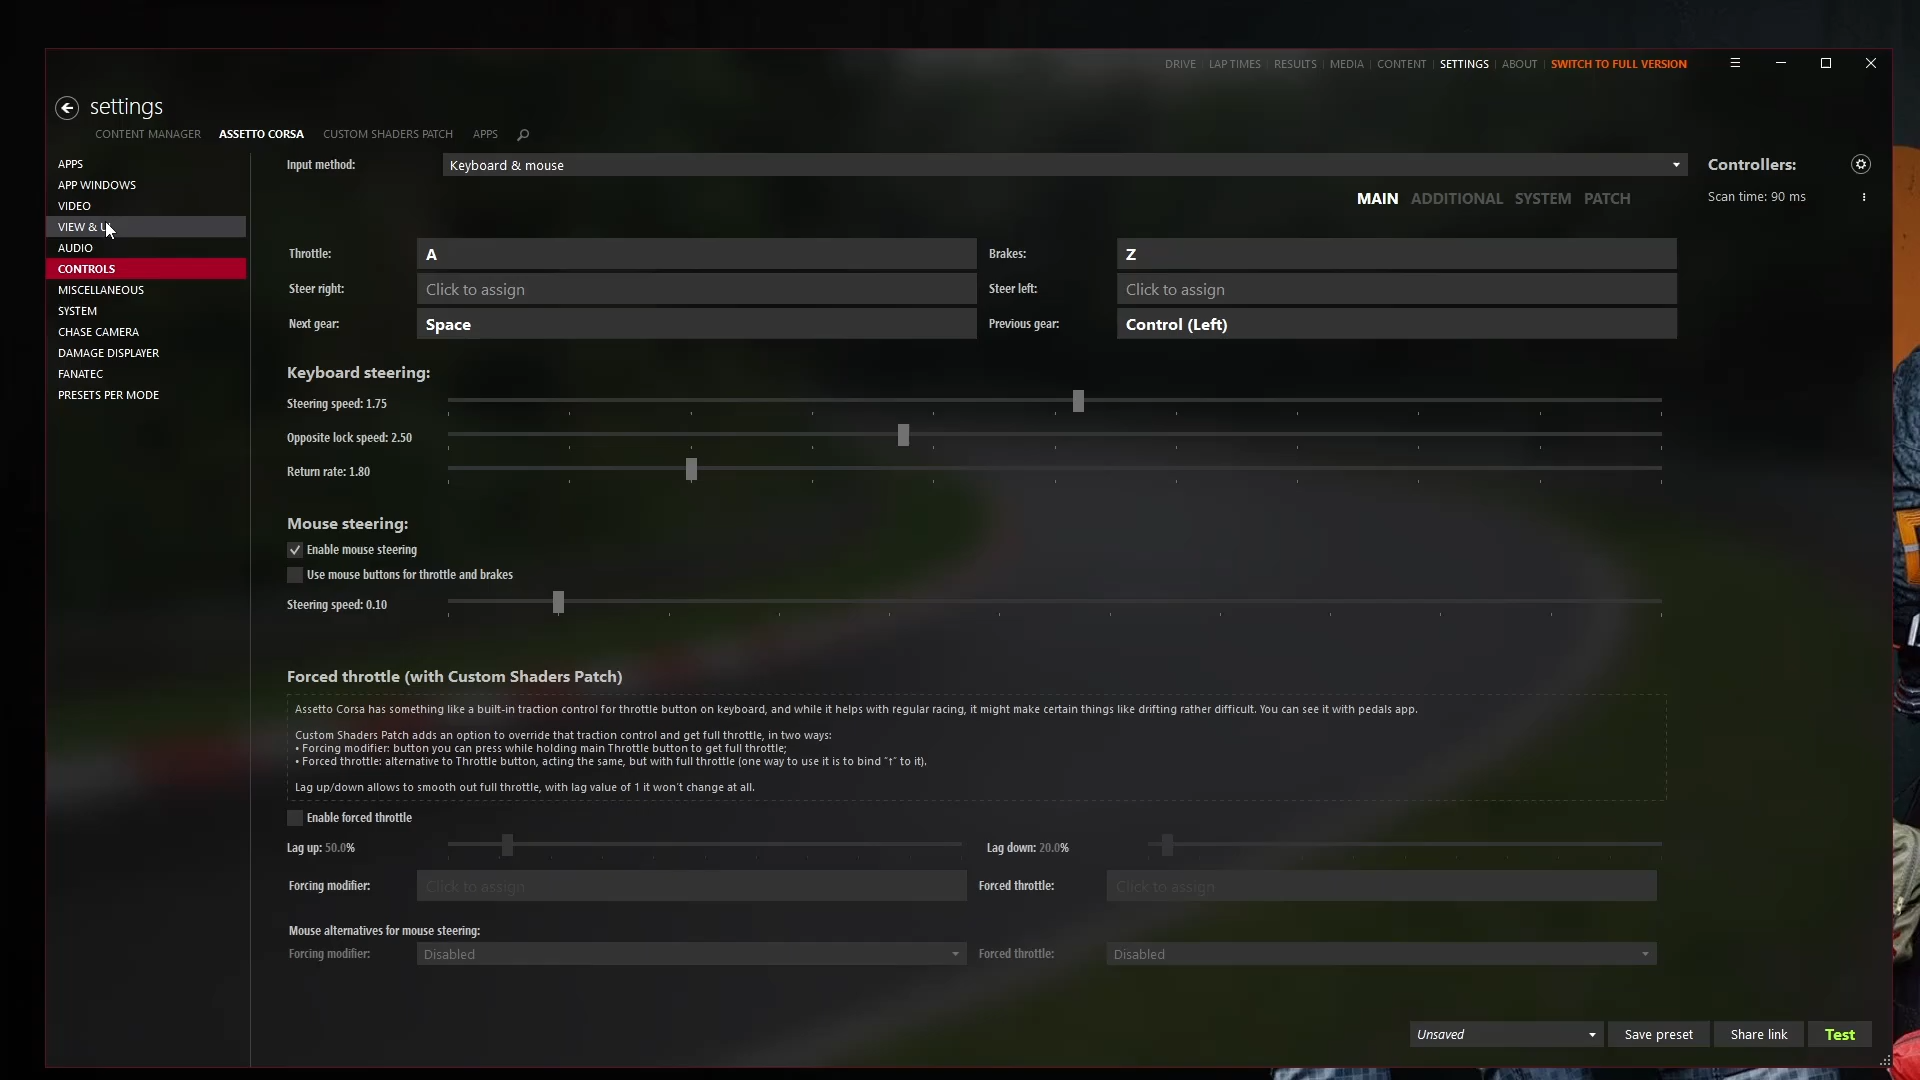 DRIVE | LAP TIMES | RESULTS | MEDIA | CONTENT | SETTINGS | ABOUT | SWITCH TO FULL VERSION
settings
CONTENT MANAGER ASSETTO CORSA CUSTOM SHADERS PATCH APPS
APPS
APP WINDOWS
VIDEO
VIEW &
AUDIO
CONTROLS
MISCELLANEOUS
SYSTEM
CHASE CAMERA
DAMAGE DISPLAYER
FANATEC
PRESETS PER MODE
Input method: Keyboard & mouse
Controllers:
MAIN ADDITIONAL SYSTEM PATCH
Scan time: 90 ms
Throttle: A Brakes: Z
Steer right: Click to assign Steer left: Click to assign
Next gear: Space Previous gear: Control (Left)
Keyboard steering:
Steering speed: 1.75
Opposite lock speed: 2.50
Return rate: 1.80
Mouse steering:
Enable mouse steering
Use mouse buttons for throttle and brakes
Steering speed: 0.10
Forced throttle (with Custom Shaders Patch)
Assetto Corsa has something like a built-in traction control for throttle button on keyboard, and while it helps with regular racing, it might make certain things like drifting rather difficult. You can see it with pedals app.
Custom Shaders Patch adds an option to override that traction control and get full throttle, in two ways:
• Forcing modifier: button you can press while holding main Throttle button to get full throttle;
• Forced throttle: alternative to Throttle button, acting the same, but with full throttle (one way to use it is to bind "↑" to it).
Lag up/down allows to smooth out full throttle, with lag value of 1 it won't change at all.
Enable forced throttle
Lag up: 50.0% Lag down: 20.0%
Forcing modifier: Click to assign Forced throttle: Click to assign
Mouse alternatives for mouse steering:
Forcing modifier: Disabled Forced throttle: Disabled
Unsaved Save preset Share link Test